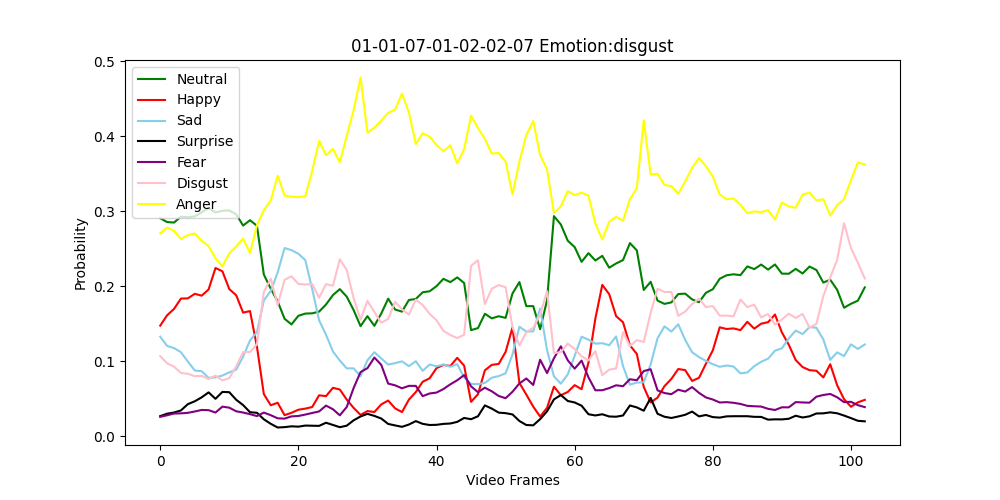 01-01-07-01-02-02-07 Emotion:disgust
0.5
0.4
0.3
0.2
0.1
0.0
Probability
Neutral
Happy
Sad
Surprise
Fear
Disgust
Anger
0 20 40 60 80 100
Video Frames